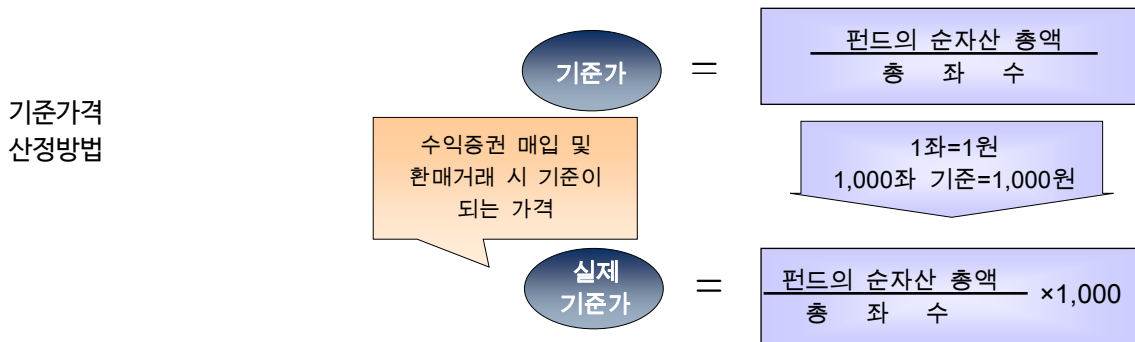 기준가격
산정방법
기준가
=
펀드의 순자산 총액
총 좌 수
수익증권 매입 및
환매거래 시 기준이
되는 가격
1좌=1원
1,000좌 기준=1,000원
실제
기준가
=
펀드의 순자산 총액
총 좌 수
×1,000